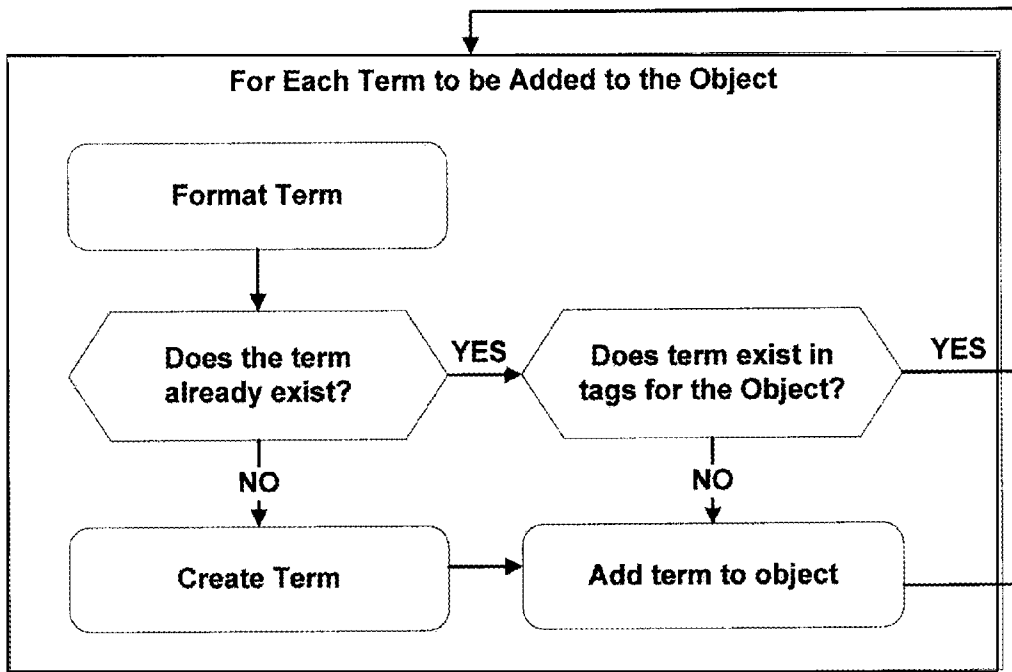 For Each Term to be Added to the Object
Format Term
Does the term
already exist?
YES
Does term exist in
tags for the Object?
YES
NO
NO
Create Term
Add term to object